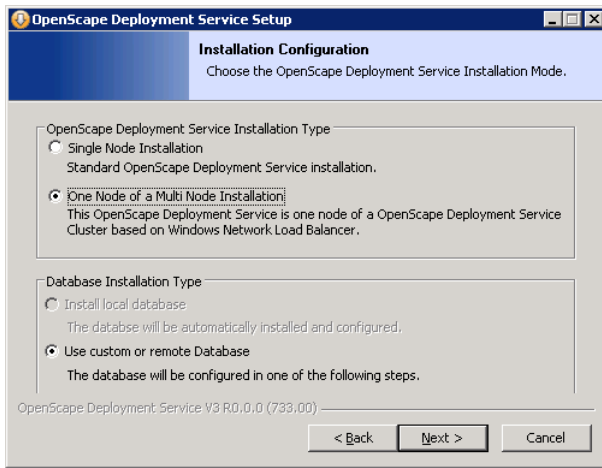 OpenScape Deployment Service Setup
Installation Configuration
Choose the OpenScape Deployment Service Installation Mode.
OpenScape Deployment Service Installation Type
Single Node Installation
Standard OpenScape Deployment Service installation.
One Node of a Multi Node Installation
This OpenScape Deployment Service is one node of a OpenScape Deployment Service
Cluster based on Windows Network Load Balancer.
Database Installation Type
Install local database
The databse will be automatically installed and configured.
Use custom or remote Database
The database will be configured in one of the following steps.
OpenScape Deployment Service V3 R0.0.0 (733.00)
< Back Next > Cancel